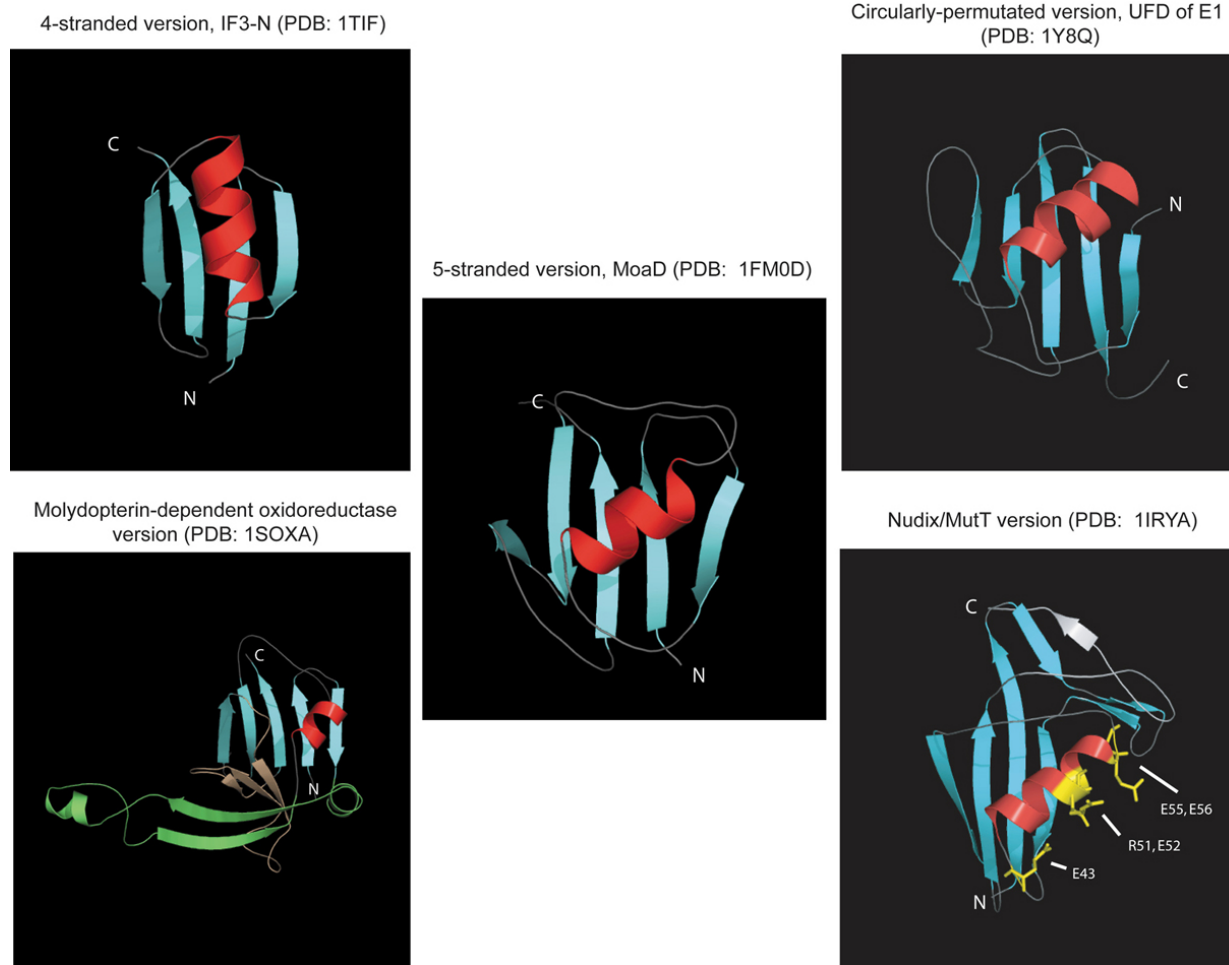 4-stranded version, IF3-N (PDB: 1TIF)
C
N
Circularly-permutated version, UFD of E1
(PDB: 1Y8Q)
N
C
5-stranded version, MoaD (PDB: 1FM0D)
C
N
Molydopterin-dependent oxidoreductase
version (PDB: 1SOXA)
C
N
Nudix/MutT version (PDB: 1IRYA)
C
E55, E56
R51, E52
E43
N